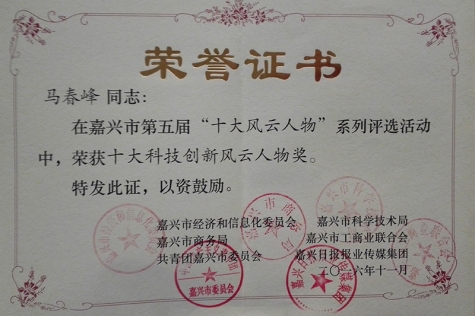 荣誉证书
马春峰 同志：
在嘉兴市第五届“十大风云人物”系列评选活动
中，荣获十大科技创新风云人物奖。
特发此证，以资鼓励。
嘉兴市经济和信息化委员会 嘉兴市科学技术局
嘉兴市商务局 嘉兴市工商业联合会
共青团嘉兴市委员会 嘉兴日报报业传媒集团
二〇一六年十一月